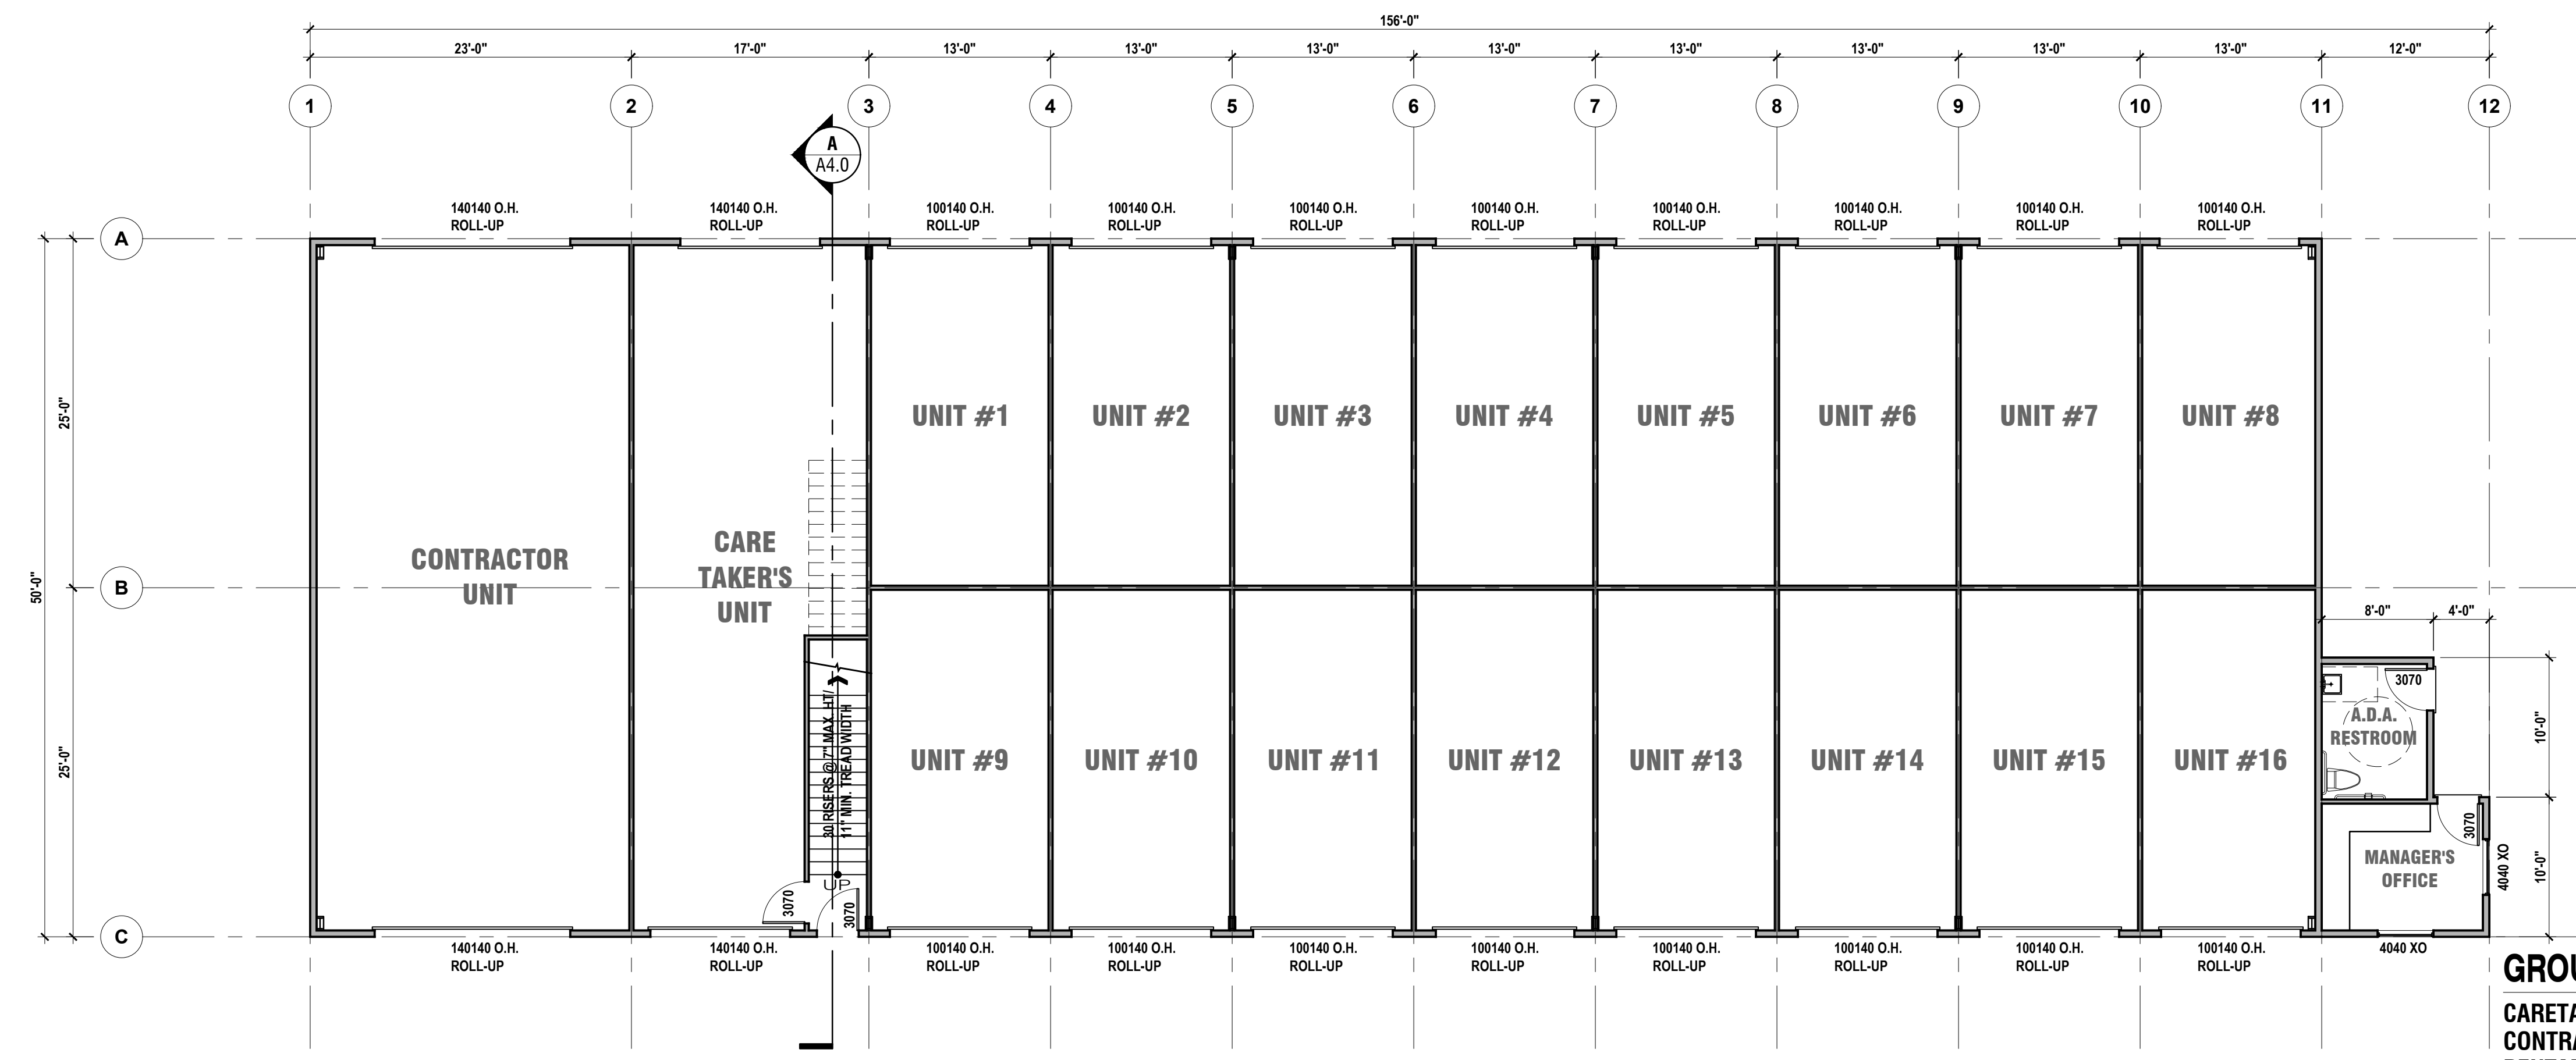 156'-0"
23'-0" 17'-0" 13'-0" 13'-0" 13'-0" 13'-0" 13'-0" 13'-0" 13'-0" 13'-0" 12'-0"
1 2 3 4 5 6 7 8 9 10 11 12
A
A4.0
140140 O.H. 140140 O.H. 100140 O.H. 100140 O.H. 100140 O.H. 100140 O.H. 100140 O.H. 100140 O.H. 100140 O.H. 100140 O.H.
ROLL-UP ROLL-UP ROLL-UP ROLL-UP ROLL-UP ROLL-UP ROLL-UP ROLL-UP ROLL-UP ROLL-UP
A
25'-0"
UNIT #1 UNIT #2 UNIT #3 UNIT #4 UNIT #5 UNIT #6 UNIT #7 UNIT #8
CONTRACTOR
UNIT
CARE
TAKER'S
UNIT
50'-0"
B
8'-0" 4'-0"
3070
A.D.A.
RESTROOM
10'-0"
25'-0"
30 RISERS @ 7" MAX. HT/
11" MIN. TREAD WIDTH
UNIT #9 UNIT #10 UNIT #11 UNIT #12 UNIT #13 UNIT #14 UNIT #15 UNIT #16
3070
MANAGER'S
OFFICE
4040 XO
10'-0"
UP
3070
3070
C
140140 O.H. 140140 O.H. 100140 O.H. 100140 O.H. 100140 O.H. 100140 O.H. 100140 O.H. 100140 O.H. 100140 O.H. 100140 O.H. 4040 XO
ROLL-UP ROLL-UP ROLL-UP ROLL-UP ROLL-UP ROLL-UP ROLL-UP ROLL-UP ROLL-UP ROLL-UP
GROU
CARETA
CONTRA